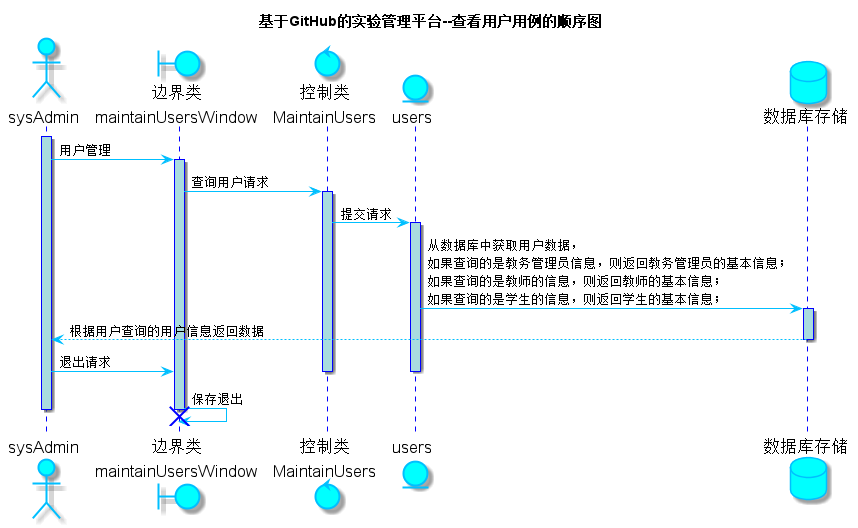 基于GitHub的实验管理平台--查看用户用例的顺序图
sysAdmin
边界类
maintainUsersWindow
控制类
MaintainUsers
users
数据库存储
用户管理
查询用户请求
提交请求
从数据库中获取用户数据，
如果查询的是教务管理员信息，则返回教务管理员的基本信息；
如果查询的是教师的信息，则返回教师的基本信息；
如果查询的是学生的信息，则返回学生的基本信息；
根据用户查询的用户信息返回数据
退出请求
保存退出
sysAdmin
边界类
maintainUsersWindow
控制类
MaintainUsers
users
数据库存储